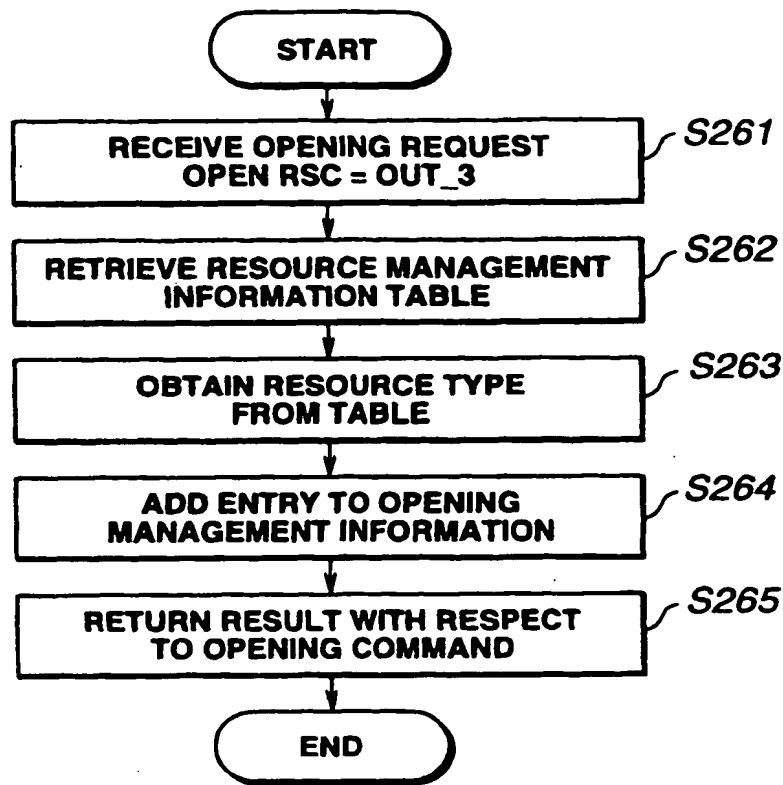 START
RECEIVE OPENING REQUEST
OPEN RSC = OUT_3
S261
RETRIEVE RESOURCE MANAGEMENT
INFORMATION TABLE
S262
OBTAIN RESOURCE TYPE
FROM TABLE
S263
ADD ENTRY TO OPENING
MANAGEMENT INFORMATION
S264
RETURN RESULT WITH RESPECT
TO OPENING COMMAND
S265
END